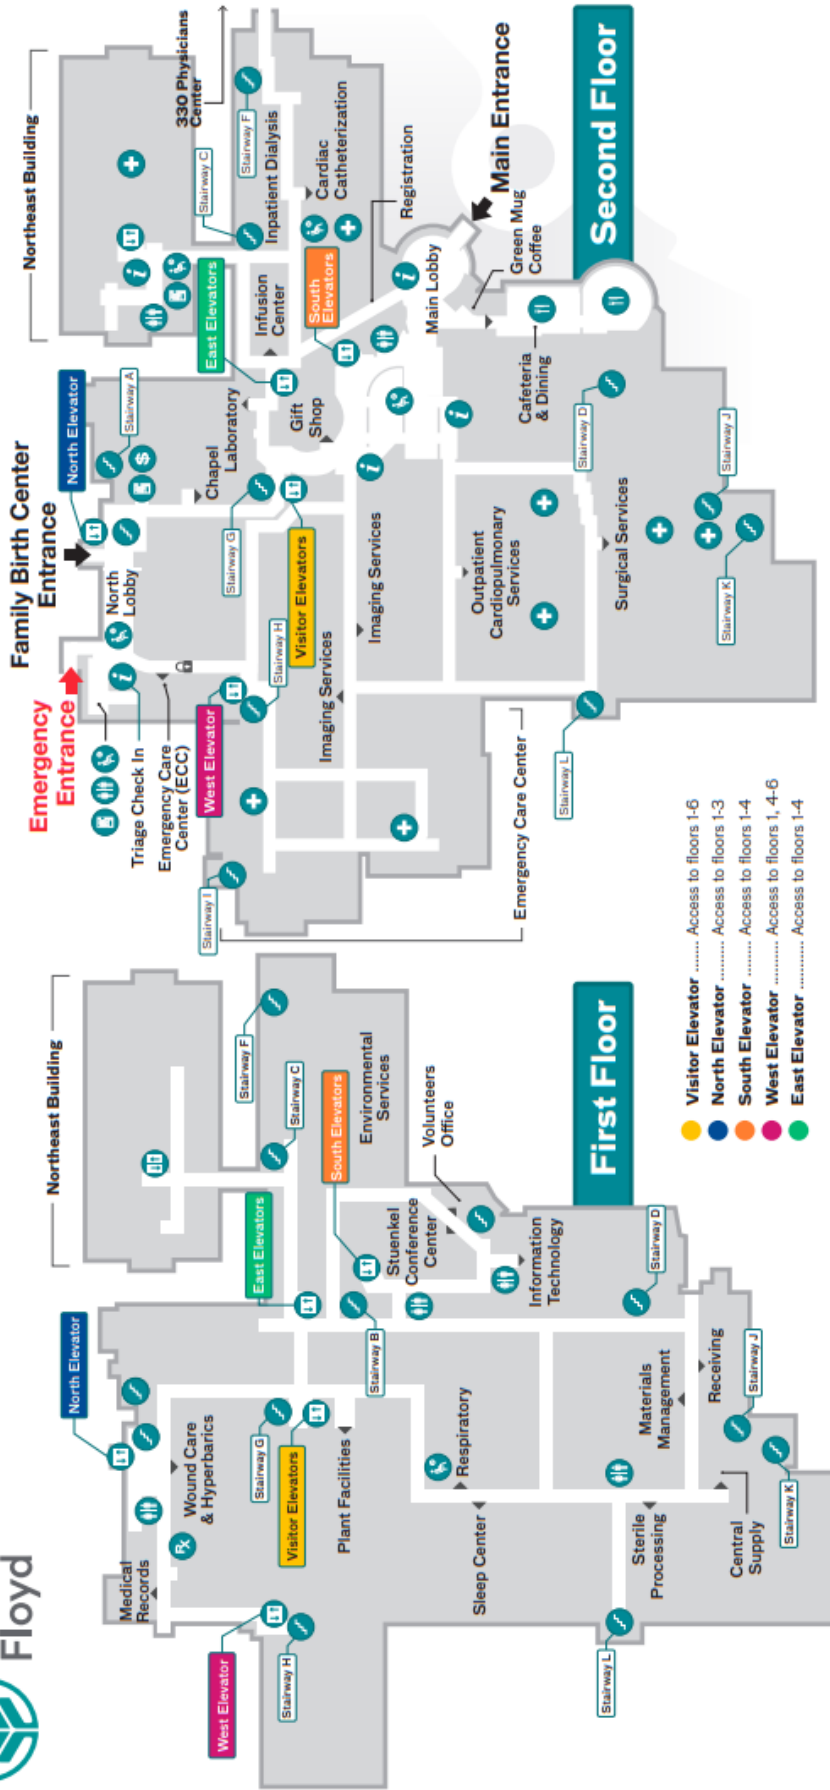 Floyd
First Floor
Northeast Building
North Elevator
East Elevators
South Elevators
Visitor Elevators
West Elevator
Stairway F
Stairway C
Stairway B
Stairway G
Stairway H
Stairway D
Stairway J
Stairway K
Stairway L
Medical
Records
Rx
Wound Care
& Hyperbarics
Plant Facilities
Environmental
Services
Stuenkel
Conference
Center
Volunteers
Office
Information
Technology
Respiratory
Sleep Center
Materials
Management
Receiving
Sterile
Processing
Central
Supply
Second Floor
Family Birth Center
Entrance
Emergency
Entrance
Northeast Building
330 Physicians
Center
North Elevator
Stairway A
North
Lobby
i
Triage Check In
Emergency Care
Center (ECC)
West Elevator
Stairway H
Stairway I
Stairway G
Visitor Elevators
Chapel
Laboratory
$
East Elevators
Stairway C
Stairway F
Inpatient Dialysis
Infusion
Center
South
Elevators
Cardiac
Catheterization
Registration
Gift
Shop
i
i
i
i
Main Lobby
Main Entrance
Green Mug
Coffee
Cafeteria
& Dining
Imaging Services
Imaging Services
Outpatient
Cardiopulmonary
Services
Surgical Services
Stairway D
Stairway J
Stairway K
Stairway L
Emergency Care Center
Visitor Elevator ....... Access to floors 1-6
North Elevator ......... Access to floors 1-3
South Elevator ........ Access to floors 1-4
West Elevator .......... Access to floors 1, 4-6
East Elevator ........... Access to floors 1-4